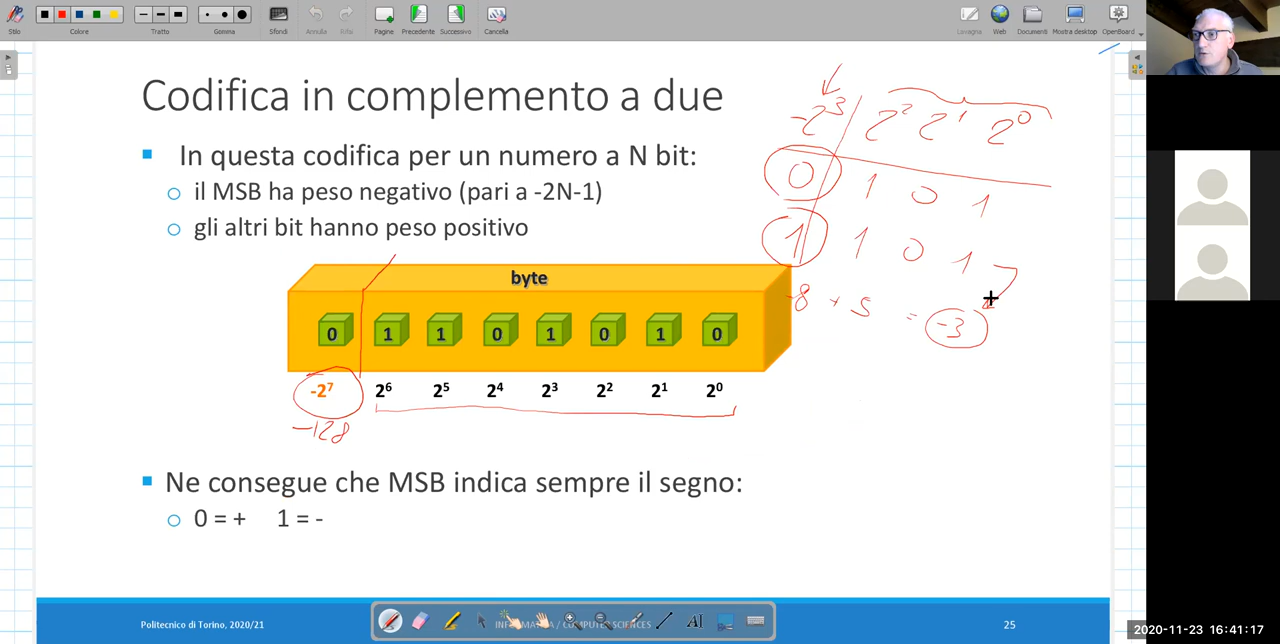 Stilo Colore Tratto Gomma Sfondi Annulla Rifai Pagine Precedente Successivo Cancella Lavagna Web Documenti Mostra desktop OpenBoard
Codifica in complemento a due
In questa codifica per un numero a N bit:
il MSB ha peso negativo (pari a -2N-1)
gli altri bit hanno peso positivo
-2³ 2² 2¹ 2⁰
0 1 0 1
1 1 0 1
-8 + 5 = -3
byte
0 1 1 0 1 0 1 0
-2⁷ 2⁶ 2⁵ 2⁴ 2³ 2² 2¹ 2⁰
-128
Ne consegue che MSB indica sempre il segno:
0 = + 1 = -
Politecnico di Torino, 2020/21
INFORMATICA / COMPUTER SCIENCES
25
2020-11-23 16:41:17